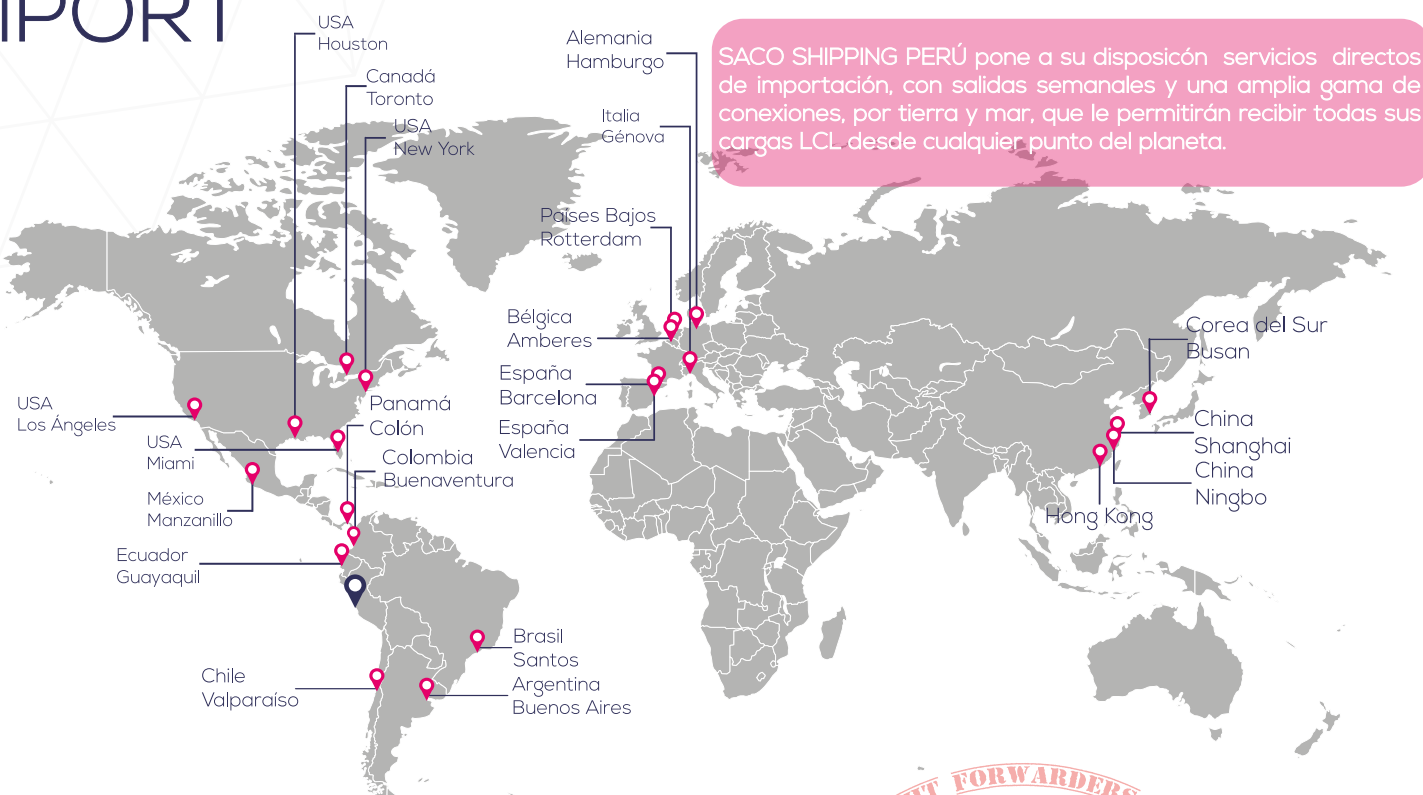 IMPORT
SACO SHIPPING PERÚ pone a su disposicón servicios directos
de importación, con salidas semanales y una amplia gama de
conexiones, por tierra y mar, que le permitirán recibir todas sus
cargas LCL desde cualquier punto del planeta.
USA
Houston
Canadá
Toronto
USA
New York
Alemania
Hamburgo
Italia
Génova
Países Bajos
Rotterdam
Bélgica
Amberes
España
Barcelona
España
Valencia
Corea del Sur
Busan
China
Shanghai
China
Ningbo
Hong Kong
USA
Los Ángeles
USA
Miami
México
Manzanillo
Panamá
Colón
Colombia
Buenaventura
Ecuador
Guayaquil
Brasil
Santos
Argentina
Buenos Aires
Chile
Valparaíso
FORWARDERS